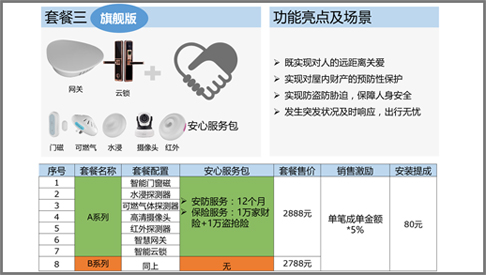 套餐三 旗舰版
网关
云锁
门磁 可燃气 水浸 摄像头 红外
安心服务包
功能亮点及场景
既实现对人的远距离关爱
实现对屋内财产的预防性保护
实现防盗防胁迫，保障人身安全
发生突发状况及时响应，出行无忧
序号 套餐名称 套餐配置 安心服务包 套餐售价 销售激励 安装提成
1 智能门窗磁
2 水浸探测器
3 可燃气体探测器
4 高清摄像头
5 红外探测器
6 智慧网关
7 智能云锁
A系列
安防服务：12个月
保险服务：1万家财
险+1万盗抢险
2888元
单笔成单金额
*5%
80元
8 B系列 同上 无 2788元